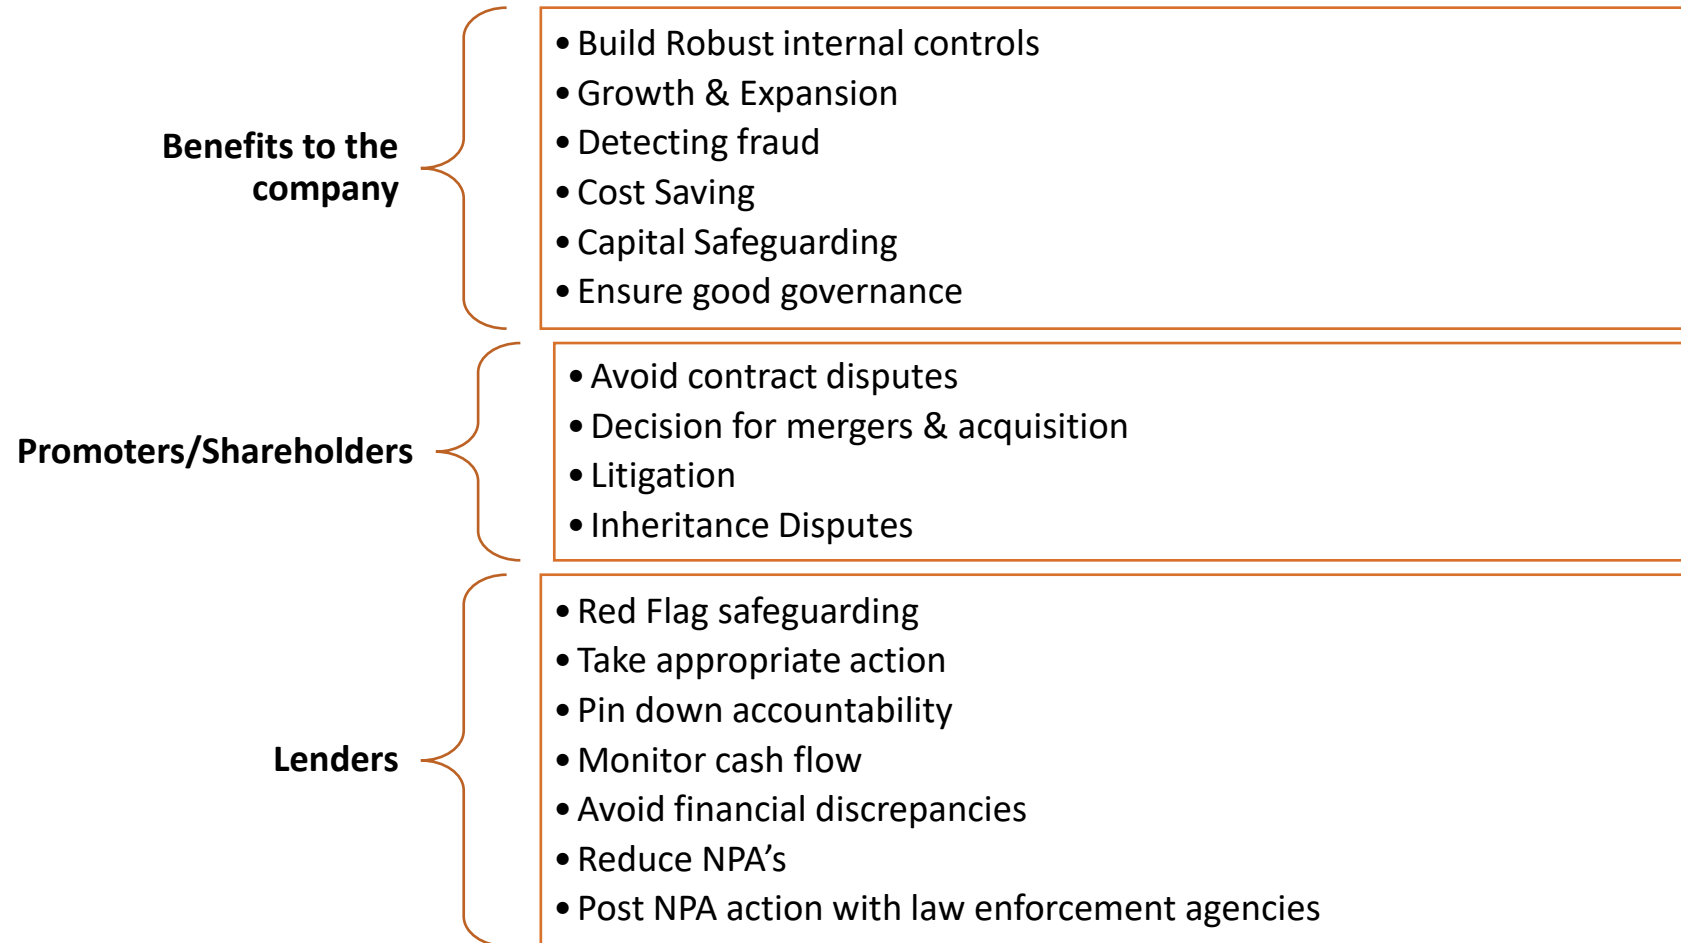 Benefits to the
company
• Build Robust internal controls
• Growth & Expansion
• Detecting fraud
• Cost Saving
• Capital Safeguarding
• Ensure good governance
Promoters/Shareholders
• Avoid contract disputes
• Decision for mergers & acquisition
• Litigation
• Inheritance Disputes
Lenders
• Red Flag safeguarding
• Take appropriate action
• Pin down accountability
• Monitor cash flow
• Avoid financial discrepancies
• Reduce NPA’s
• Post NPA action with law enforcement agencies